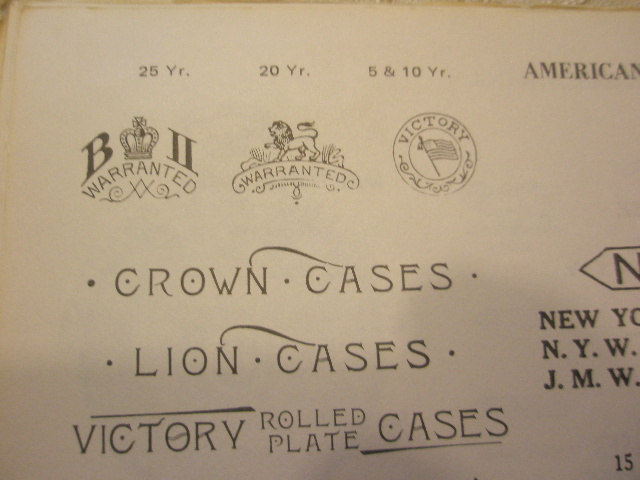 25 Yr. 20 Yr. 5 & 10 Yr.
AMERICAN
B II
WARRANTED
WARRANTED
VICTORY
· CROWN · CASES ·
· LION · CASES ·
VICTORY ROLLED PLATE CASES
N
NEW YO
N. Y. W.
J. M. W.
15